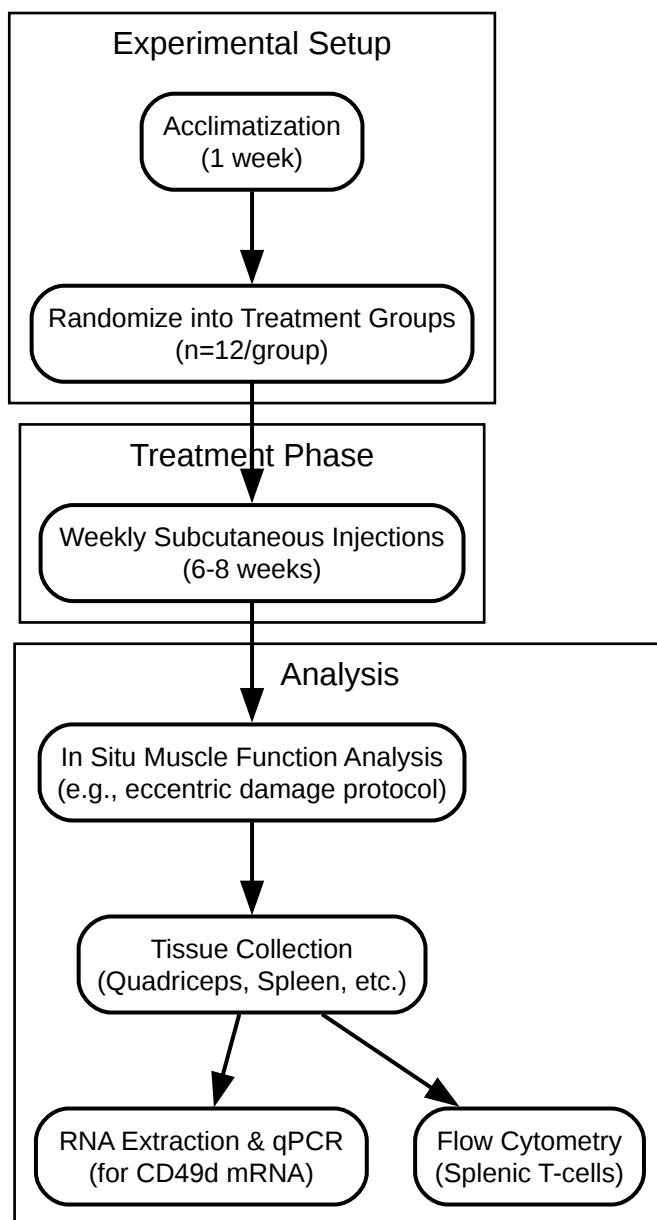 Experimental Setup
Acclimatization
(1 week)
Randomize into Treatment Groups
(n=12/group)
Treatment Phase
Weekly Subcutaneous Injections
(6-8 weeks)
Analysis
In Situ Muscle Function Analysis
(e.g., eccentric damage protocol)
Tissue Collection
(Quadriceps, Spleen, etc.)
RNA Extraction & qPCR
(for CD49d mRNA)
Flow Cytometry
(Splenic T-cells)